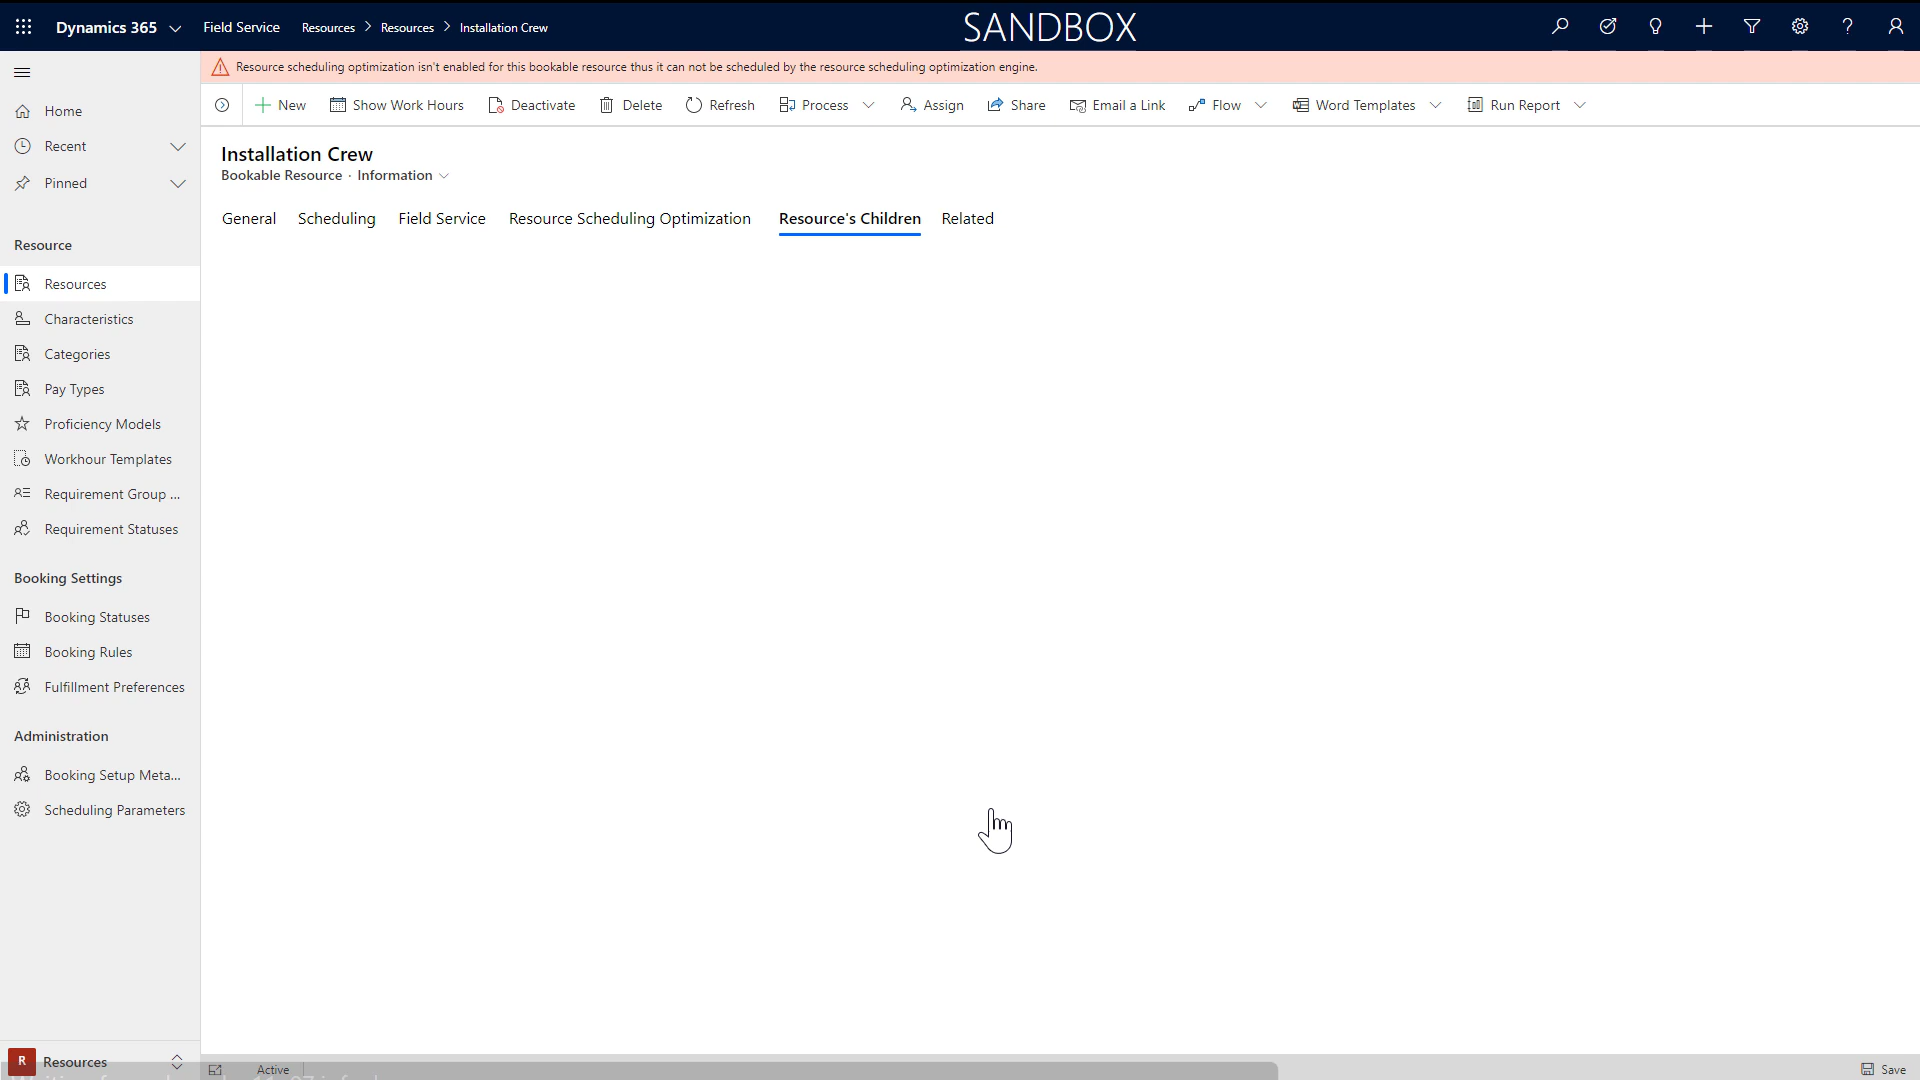 Dynamics 365
Field Service
Resources
Resources
Installation Crew
SANDBOX
Resource scheduling optimization isn't enabled for this bookable resource thus it can not be scheduled by the resource scheduling optimization engine.
New
Show Work Hours
Deactivate
Delete
Refresh
Process
Assign
Share
Email a Link
Flow
Word Templates
Run Report
Home
Recent
Pinned
Installation Crew
Bookable Resource · Information
General
Scheduling
Field Service
Resource Scheduling Optimization
Resource's Children
Related
Resource
Resources
Characteristics
Categories
Pay Types
Proficiency Models
Workhour Templates
Requirement Group ...
Requirement Statuses
Booking Settings
Booking Statuses
Booking Rules
Fulfillment Preferences
Administration
Booking Setup Meta...
Scheduling Parameters
R
Resources
Active
Save